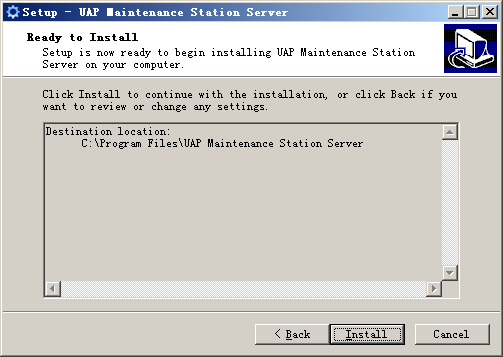 Setup - UAP Maintenance Station Server
Ready to Install
Setup is now ready to begin installing UAP Maintenance Station
Server on your computer.
Click Install to continue with the installation, or click Back if you
want to review or change any settings.
Destination location:
C:\Program Files\UAP Maintenance Station Server
< Back
Install
Cancel